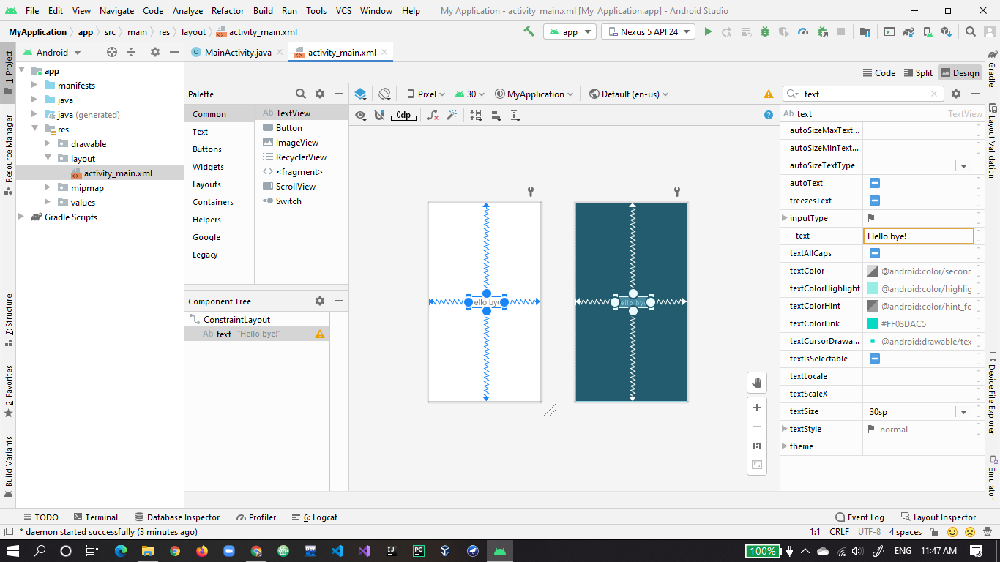 File Edit View Navigate Code Analyze Refactor Build Run Tools VCS Window Help My Application - activity_main.xml [My_Application.app] - Android Studio
MyApplication app src main res layout activity_main.xml app Nexus 5 API 24
1: Project
Resource Manager
7: Structure
2: Favorites
Build Variants
Android
app
manifests
java
java (generated)
res
drawable
layout
activity_main.xml
mipmap
values
Gradle Scripts
MainActivity.java activity_main.xml
Code Split Design
Palette
Common
Text
Buttons
Widgets
Layouts
Containers
Helpers
Google
Legacy
Ab TextView
Button
ImageView
RecyclerView
<fragment>
ScrollView
Switch
Component Tree
ConstraintLayout
Ab text "Hello bye!"
Pixel 30 MyApplication Default (en-us)
0dp
ello bye
ello bye
1:1
text
Ab text TextView
autoSizeMaxText...
autoSizeMinText...
autoSizeTextType
autoText
freezesText
inputType
text Hello bye!
textAllCaps
textColor @android:color/second
textColorHighlight @android:color/highlig
textColorHint @android:color/hint_fo
textColorLink #FF03DAC5
textCursorDrawa... @android:drawable/tex
textIsSelectable
textLocale
textScaleX
textSize 30sp
textStyle normal
theme
Gradle
Layout Validation
Device File Explorer
Emulator
TODO Terminal Database Inspector Profiler 6: Logcat Event Log Layout Inspector
* daemon started successfully (3 minutes ago) 1:1 CRLF UTF-8 4 spaces
DEV
IJ
PC
100% ENG 11:47 AM